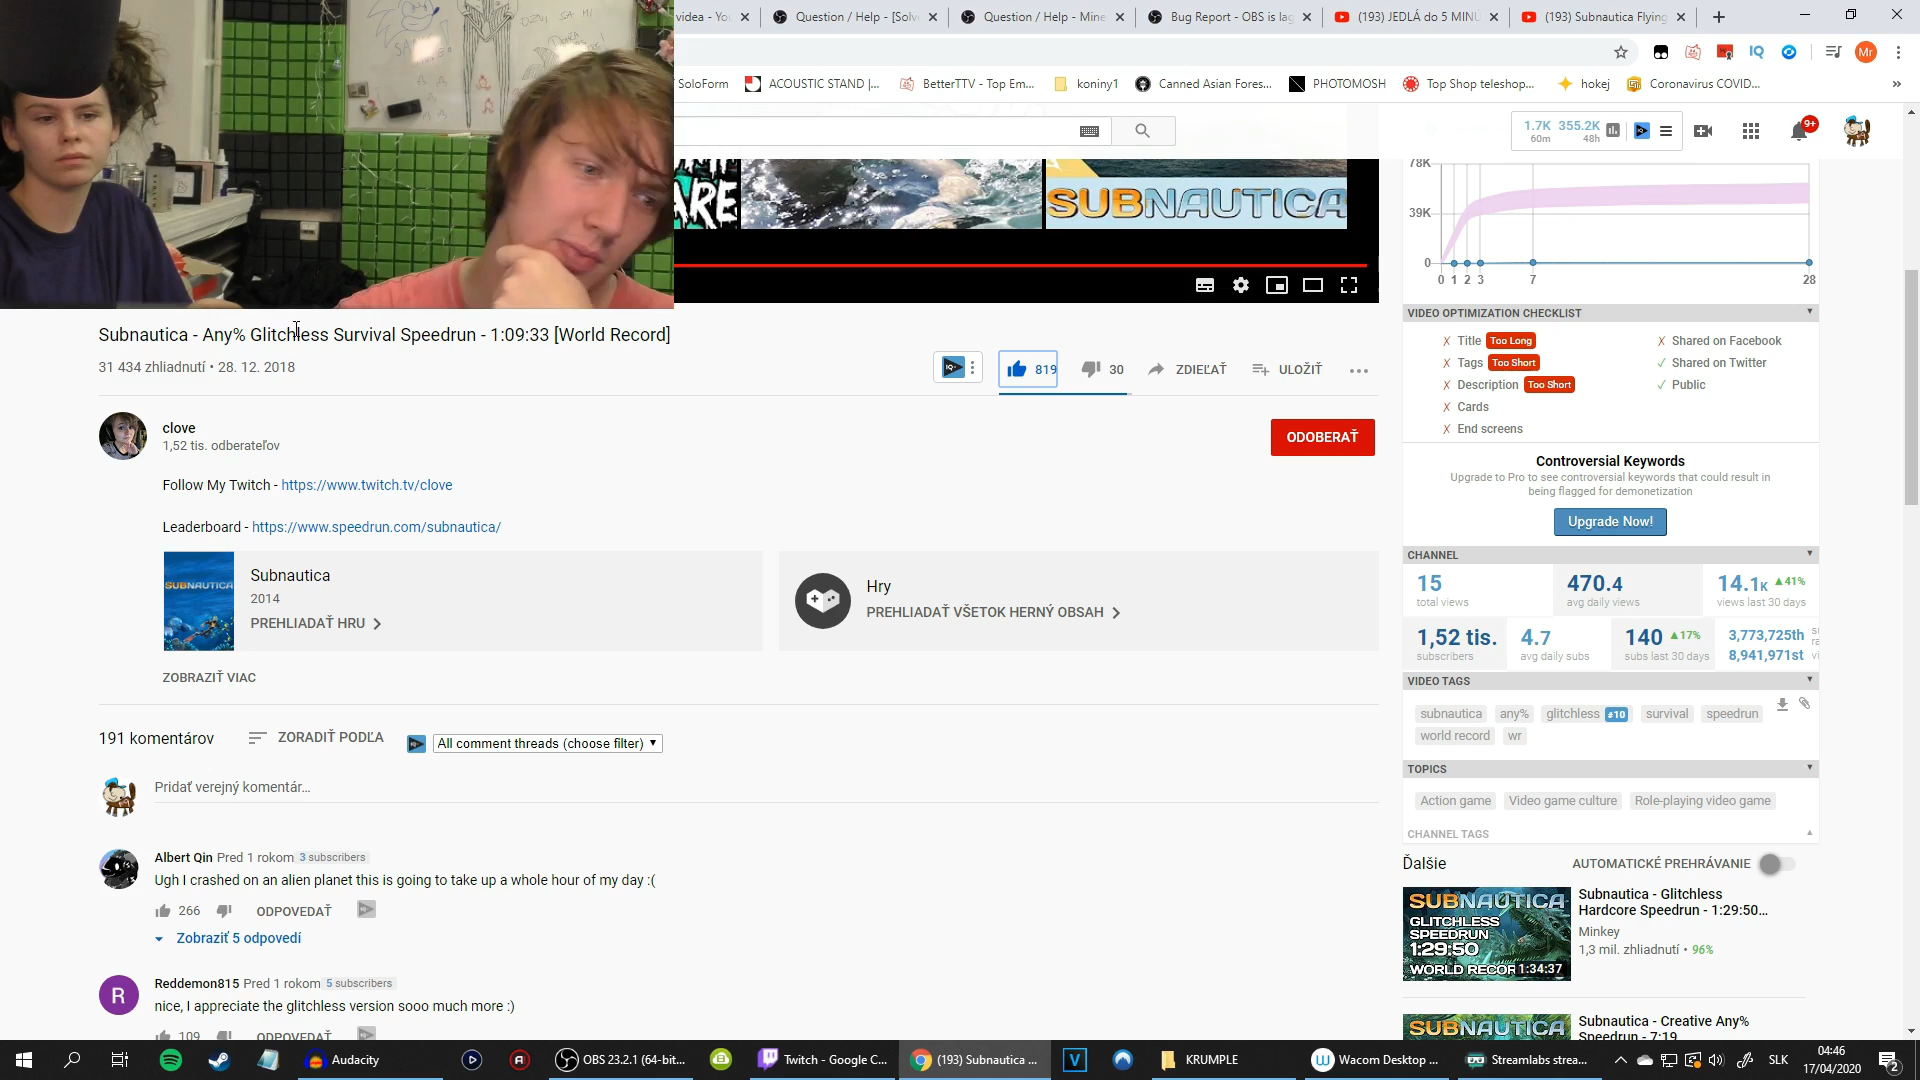 videa - Yo
Question / Help - [Solv
Question / Help - Mine
Bug Report - OBS is lag
(193) JEDLÁ do 5 MINÚ
(193) Subnautica Flying
SoloForm
ACOUSTIC STAND |...
BetterTTV - Top Em...
koniny1
Canned Asian Fores...
PHOTOMOSH
Top Shop teleshop...
hokej
Coronavirus COVID...
1.7K 355.2K
60m 48h
9+
Mr
IQ
ARE
SUBNAUTICA
78K
39K
0
0 1 2 3 7 28
Subnautica - Any% Glitchless Survival Speedrun - 1:09:33 [World Record]
31 434 zhliadnutí • 28. 12. 2018
819
30
ZDIEĽAŤ
ULOŽIŤ
clove
1,52 tis. odberateľov
ODOBERAŤ
Follow My Twitch - https://www.twitch.tv/clove
Leaderboard - https://www.speedrun.com/subnautica/
SUBNAUTICA
Subnautica
2014
PREHLIADAŤ HRU
Hry
PREHLIADAŤ VŠETOK HERNÝ OBSAH
ZOBRAZIŤ VIAC
191 komentárov
ZORADIŤ PODĽA
All comment threads (choose filter)
Pridať verejný komentár...
Albert Qin Pred 1 rokom 3 subscribers
Ugh I crashed on an alien planet this is going to take up a whole hour of my day :(
266
ODPOVEDAŤ
Zobraziť 5 odpovedí
R
Reddemon815 Pred 1 rokom 5 subscribers
nice, I appreciate the glitchless version sooo much more :)
109
ODPOVEDAŤ
VIDEO OPTIMIZATION CHECKLIST
Title Too Long
Tags Too Short
Description Too Short
Cards
End screens
Shared on Facebook
Shared on Twitter
Public
Controversial Keywords
Upgrade to Pro to see controversial keywords that could result in
being flagged for demonetization
Upgrade Now!
CHANNEL
15
total views
470.4
avg daily views
14.1K 41%
views last 30 days
1,52 tis.
subscribers
4.7
avg daily subs
140 17%
subs last 30 days
3,773,725th
8,941,971st
VIDEO TAGS
subnautica any% glitchless #10 survival speedrun
world record wr
TOPICS
Action game Video game culture Role-playing video game
CHANNEL TAGS
Ďalšie
AUTOMATICKÉ PREHRÁVANIE
SUBNAUTICA
GLITCHLESS
SPEEDRUN
1:29:50
WORLD RECOR
1:34:37
Subnautica - Glitchless
Hardcore Speedrun - 1:29:50...
Minkey
1,3 mil. zhliadnutí • 96%
SUBNAUTICA
Subnautica - Creative Any%
Speedrun - 7:19
Audacity
OBS 23.2.1 (64-bit...
Twitch - Google C...
(193) Subnautica ...
V
KRUMPLE
Wacom Desktop ...
Streamlabs strea...
SLK
04:46
17/04/2020
2